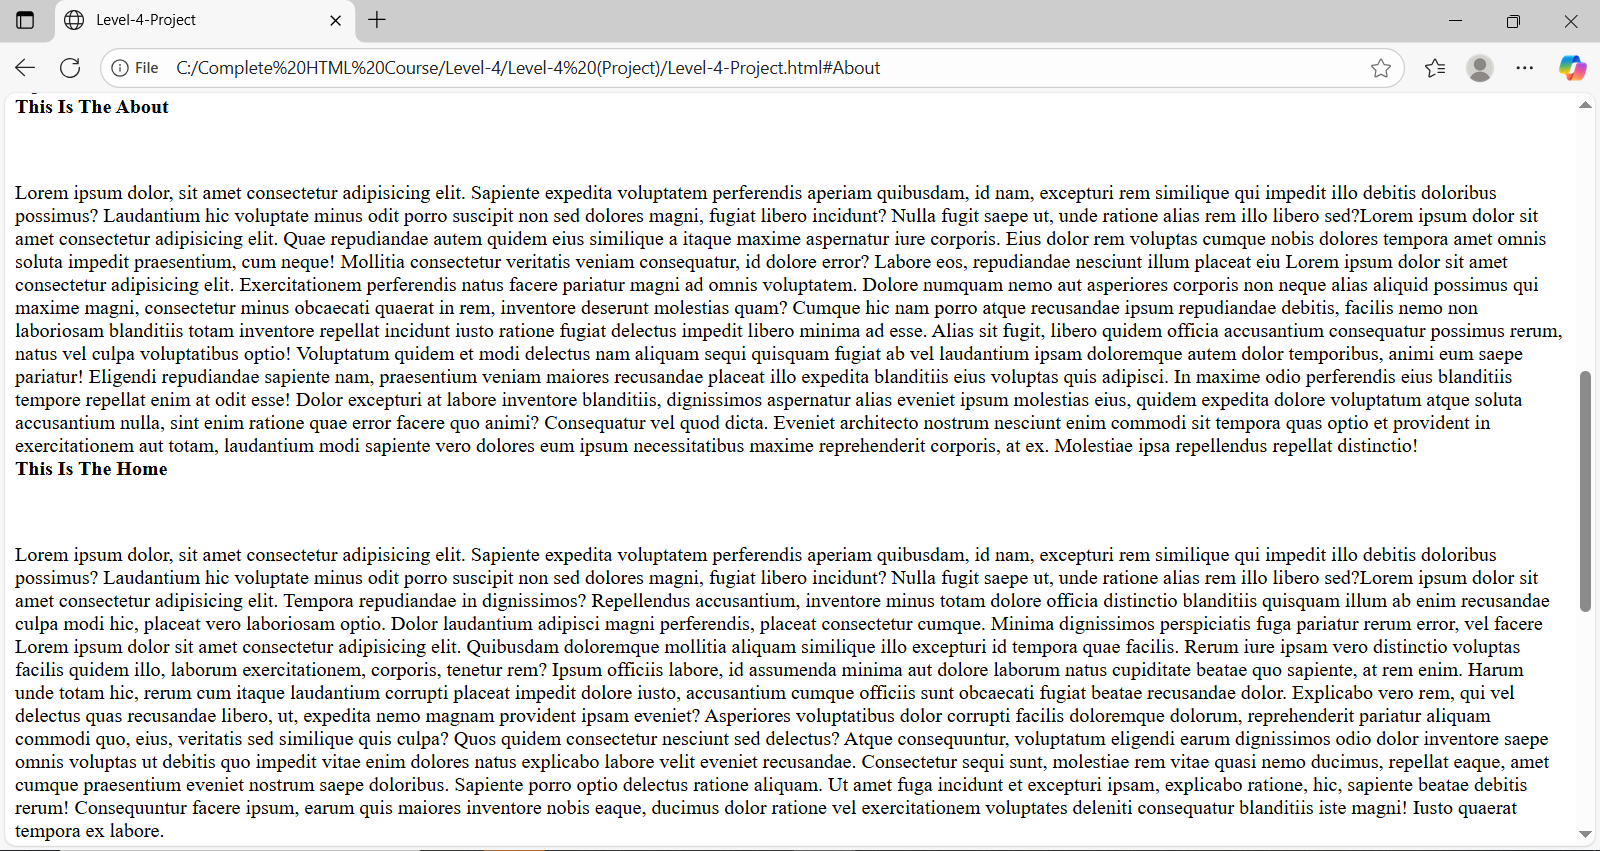 Level-4-Project
File C:/Complete%20HTML%20Course/Level-4/Level-4%20(Project)/Level-4-Project.html#About
This Is The About
Lorem ipsum dolor, sit amet consectetur adipisicing elit. Sapiente expedita voluptatem perferendis aperiam quibusdam, id nam, excepturi rem similique qui impedit illo debitis doloribus
possimus? Laudantium hic voluptate minus odit porro suscipit non sed dolores magni, fugiat libero incidunt? Nulla fugit saepe ut, unde ratione alias rem illo libero sed?Lorem ipsum dolor sit
amet consectetur adipisicing elit. Quae repudiandae autem quidem eius similique a itaque maxime aspernatur iure corporis. Eius dolor rem voluptas cumque nobis dolores tempora amet omnis
soluta impedit praesentium, cum neque! Mollitia consectetur veritatis veniam consequatur, id dolore error? Labore eos, repudiandae nesciunt illum placeat eiu Lorem ipsum dolor sit amet
consectetur adipisicing elit. Exercitationem perferendis natus facere pariatur magni ad omnis voluptatem. Dolore numquam nemo aut asperiores corporis non neque alias aliquid possimus qui
maxime magni, consectetur minus obcaecati quaerat in rem, inventore deserunt molestias quam? Cumque hic nam porro atque recusandae ipsum repudiandae debitis, facilis nemo non
laboriosam blanditiis totam inventore repellat incidunt iusto ratione fugiat delectus impedit libero minima ad esse. Alias sit fugit, libero quidem officia accusantium consequatur possimus rerum,
natus vel culpa voluptatibus optio! Voluptatum quidem et modi delectus nam aliquam sequi quisquam fugiat ab vel laudantium ipsam doloremque autem dolor temporibus, animi eum saepe
pariatur! Eligendi repudiandae sapiente nam, praesentium veniam maiores recusandae placeat illo expedita blanditiis eius voluptas quis adipisci. In maxime odio perferendis eius blanditiis
tempore repellat enim at odit esse! Dolor excepturi at labore inventore blanditiis, dignissimos aspernatur alias eveniet ipsum molestias eius, quidem expedita dolore voluptatum atque soluta
accusantium nulla, sint enim ratione quae error facere quo animi? Consequatur vel quod dicta. Eveniet architecto nostrum nesciunt enim commodi sit tempora quas optio et provident in
exercitationem aut totam, laudantium modi sapiente vero dolores eum ipsum necessitatibus maxime reprehenderit corporis, at ex. Molestiae ipsa repellendus repellat distinctio!
This Is The Home
Lorem ipsum dolor, sit amet consectetur adipisicing elit. Sapiente expedita voluptatem perferendis aperiam quibusdam, id nam, excepturi rem similique qui impedit illo debitis doloribus
possimus? Laudantium hic voluptate minus odit porro suscipit non sed dolores magni, fugiat libero incidunt? Nulla fugit saepe ut, unde ratione alias rem illo libero sed?Lorem ipsum dolor sit
amet consectetur adipisicing elit. Tempora repudiandae in dignissimos? Repellendus accusantium, inventore minus totam dolore officia distinctio blanditiis quisquam illum ab enim recusandae
culpa modi hic, placeat vero laboriosam optio. Dolor laudantium adipisci magni perferendis, placeat consectetur cumque. Minima dignissimos perspiciatis fuga pariatur rerum error, vel facere
Lorem ipsum dolor sit amet consectetur adipisicing elit. Quibusdam doloremque mollitia aliquam similique illo excepturi id tempora quae facilis. Rerum iure ipsam vero distinctio voluptas
facilis quidem illo, laborum exercitationem, corporis, tenetur rem? Ipsum officiis labore, id assumenda minima aut dolore laborum natus cupiditate beatae quo sapiente, at rem enim. Harum
unde totam hic, rerum cum itaque laudantium corrupti placeat impedit dolore iusto, accusantium cumque officiis sunt obcaecati fugiat beatae recusandae dolor. Explicabo vero rem, qui vel
delectus quas recusandae libero, ut, expedita nemo magnam provident ipsam eveniet? Asperiores voluptatibus dolor corrupti facilis doloremque dolorum, reprehenderit pariatur aliquam
commodi quo, eius, veritatis sed similique quis culpa? Quos quidem consectetur nesciunt sed delectus? Atque consequuntur, voluptatum eligendi earum dignissimos odio dolor inventore saepe
omnis voluptas ut debitis quo impedit vitae enim dolores natus explicabo labore velit eveniet recusandae. Consectetur sequi sunt, molestiae rem vitae quasi nemo ducimus, repellat eaque, amet
cumque praesentium eveniet nostrum saepe doloribus. Sapiente porro optio delectus ratione aliquam. Ut amet fuga incidunt et excepturi ipsam, explicabo ratione, hic, sapiente beatae debitis
rerum! Consequuntur facere ipsum, earum quis maiores inventore nobis eaque, ducimus dolor ratione vel exercitationem voluptates deleniti consequatur blanditiis iste magni! Iusto quaerat
tempora ex labore.